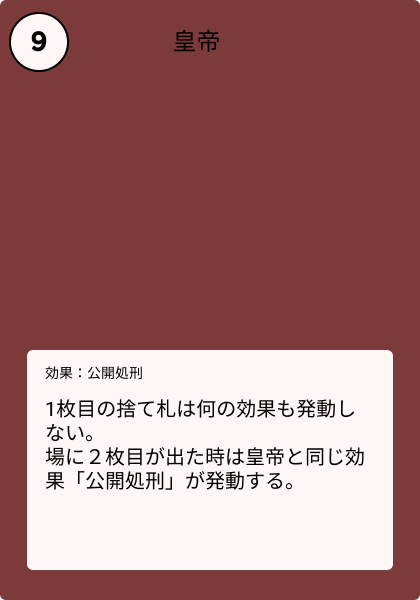 9
皇帝
効果：公開処刑
1枚目の捨て札は何の効果も発動し
ない。
場に２枚目が出た時は皇帝と同じ効
果「公開処刑」が発動する。